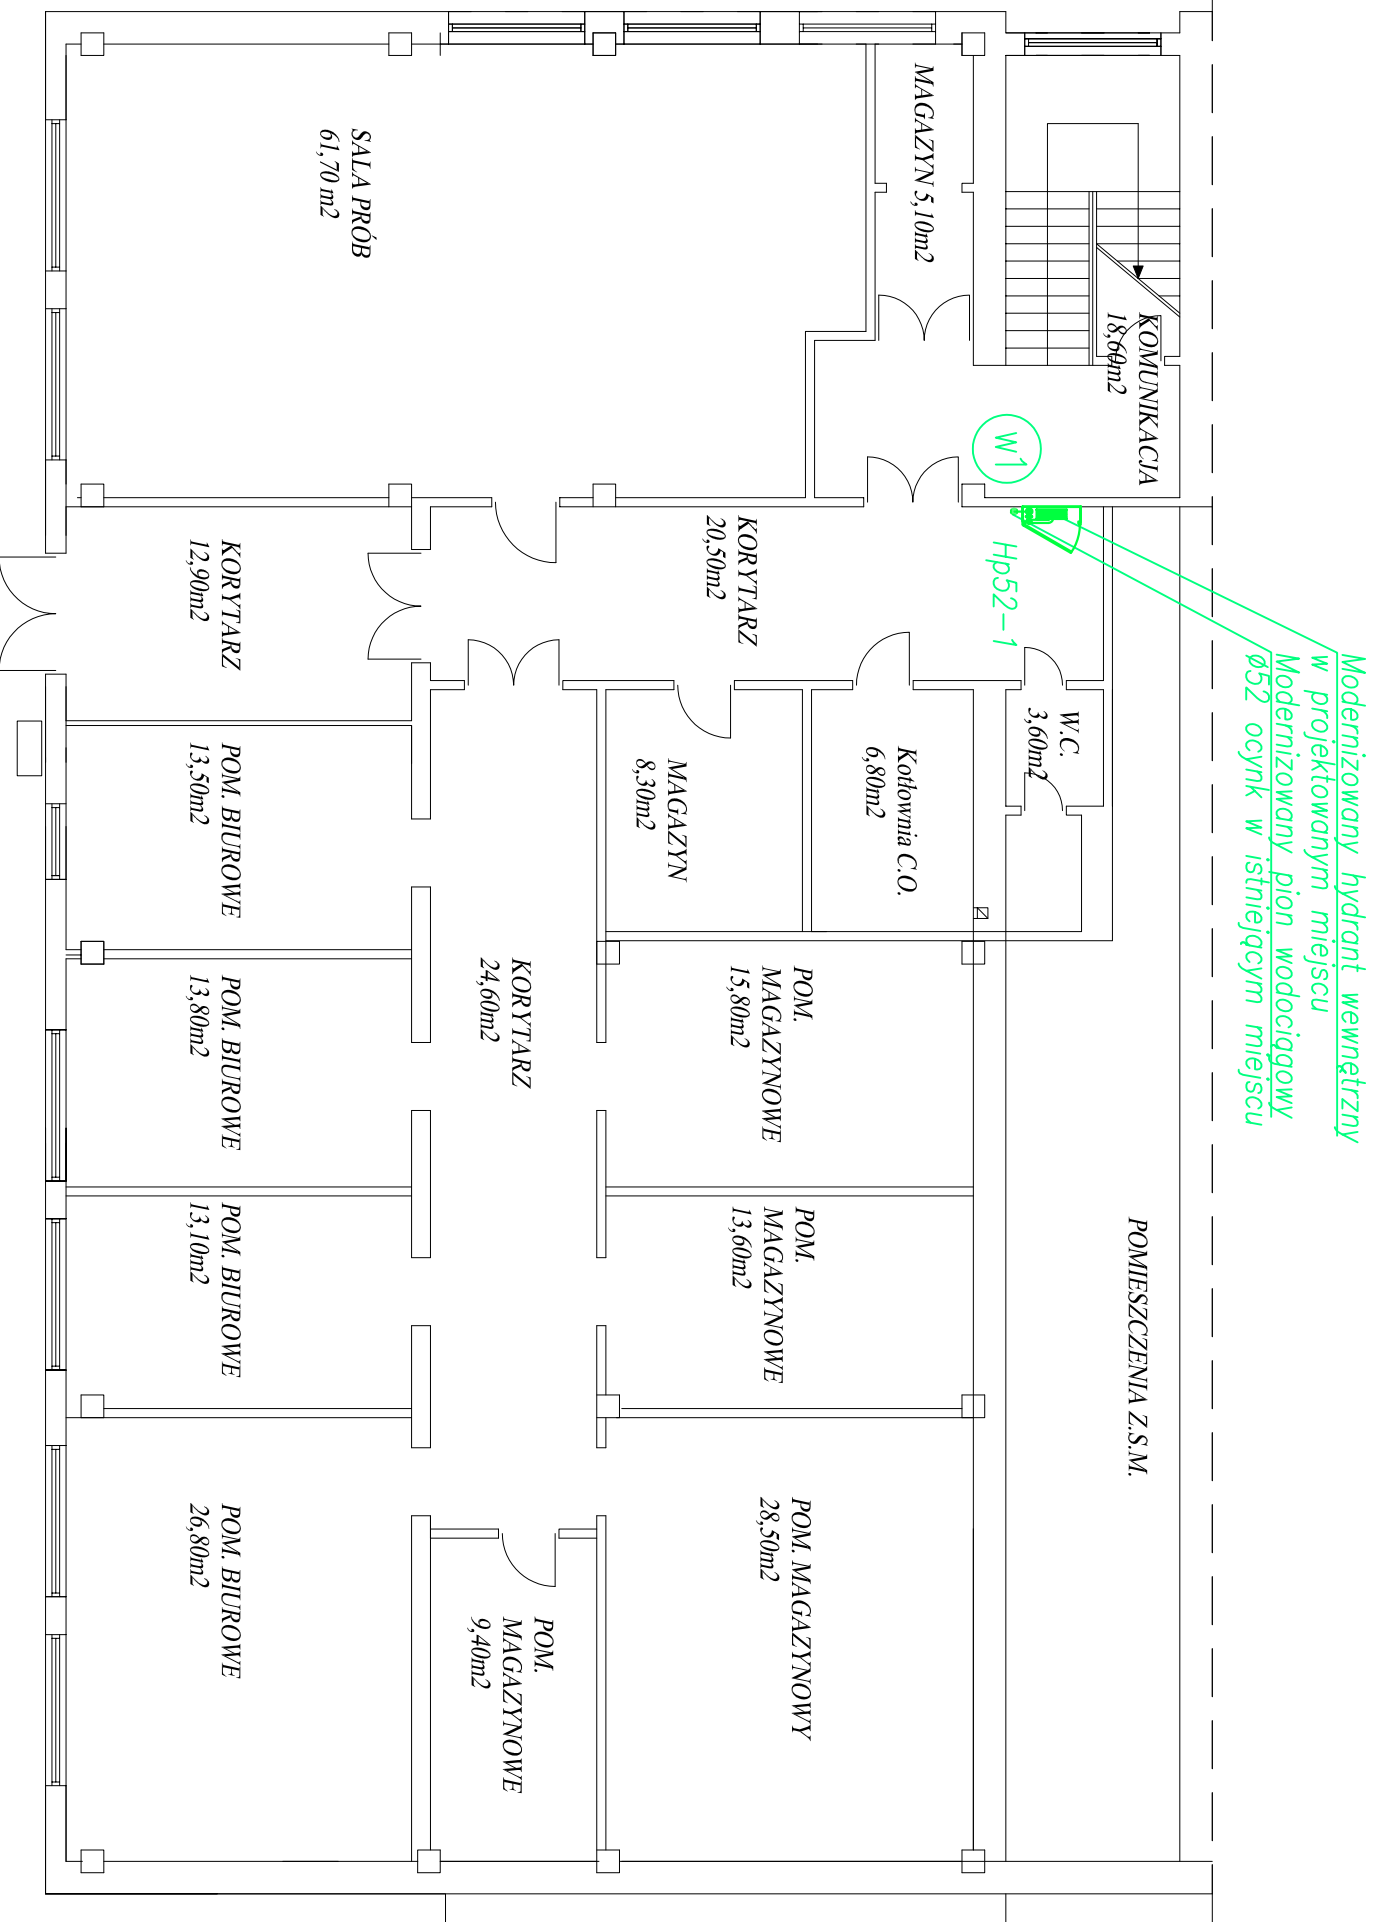 Modernizowany hydrant wewnętrzny
w projektowanym miejscu
Modernizowany pion wodociągowy
ø52 ocynk w istniejącym miejscu
KOMUNIKACJA
18,60m2
MAGAZYN 5,10m2
SALA PRÓB
61,70 m2
W1
Hp52-1
KORYTARZ
20,50m2
KORYTARZ
12,90m2
W.C.
3,60m2
Kotłownia C.O.
6,80m2
MAGAZYN
8,30m2
POM. BIUROWE
13,50m2
POM.
MAGAZYNOWE
15,80m2
KORYTARZ
24,60m2
POM. BIUROWE
13,80m2
POMIESZCZENIA Z.S.M.
POM.
MAGAZYNOWE
13,60m2
POM. BIUROWE
13,10m2
POM. MAGAZYNOWY
28,50m2
POM.
MAGAZYNOWE
9,40m2
POM. BIUROWE
26,80m2